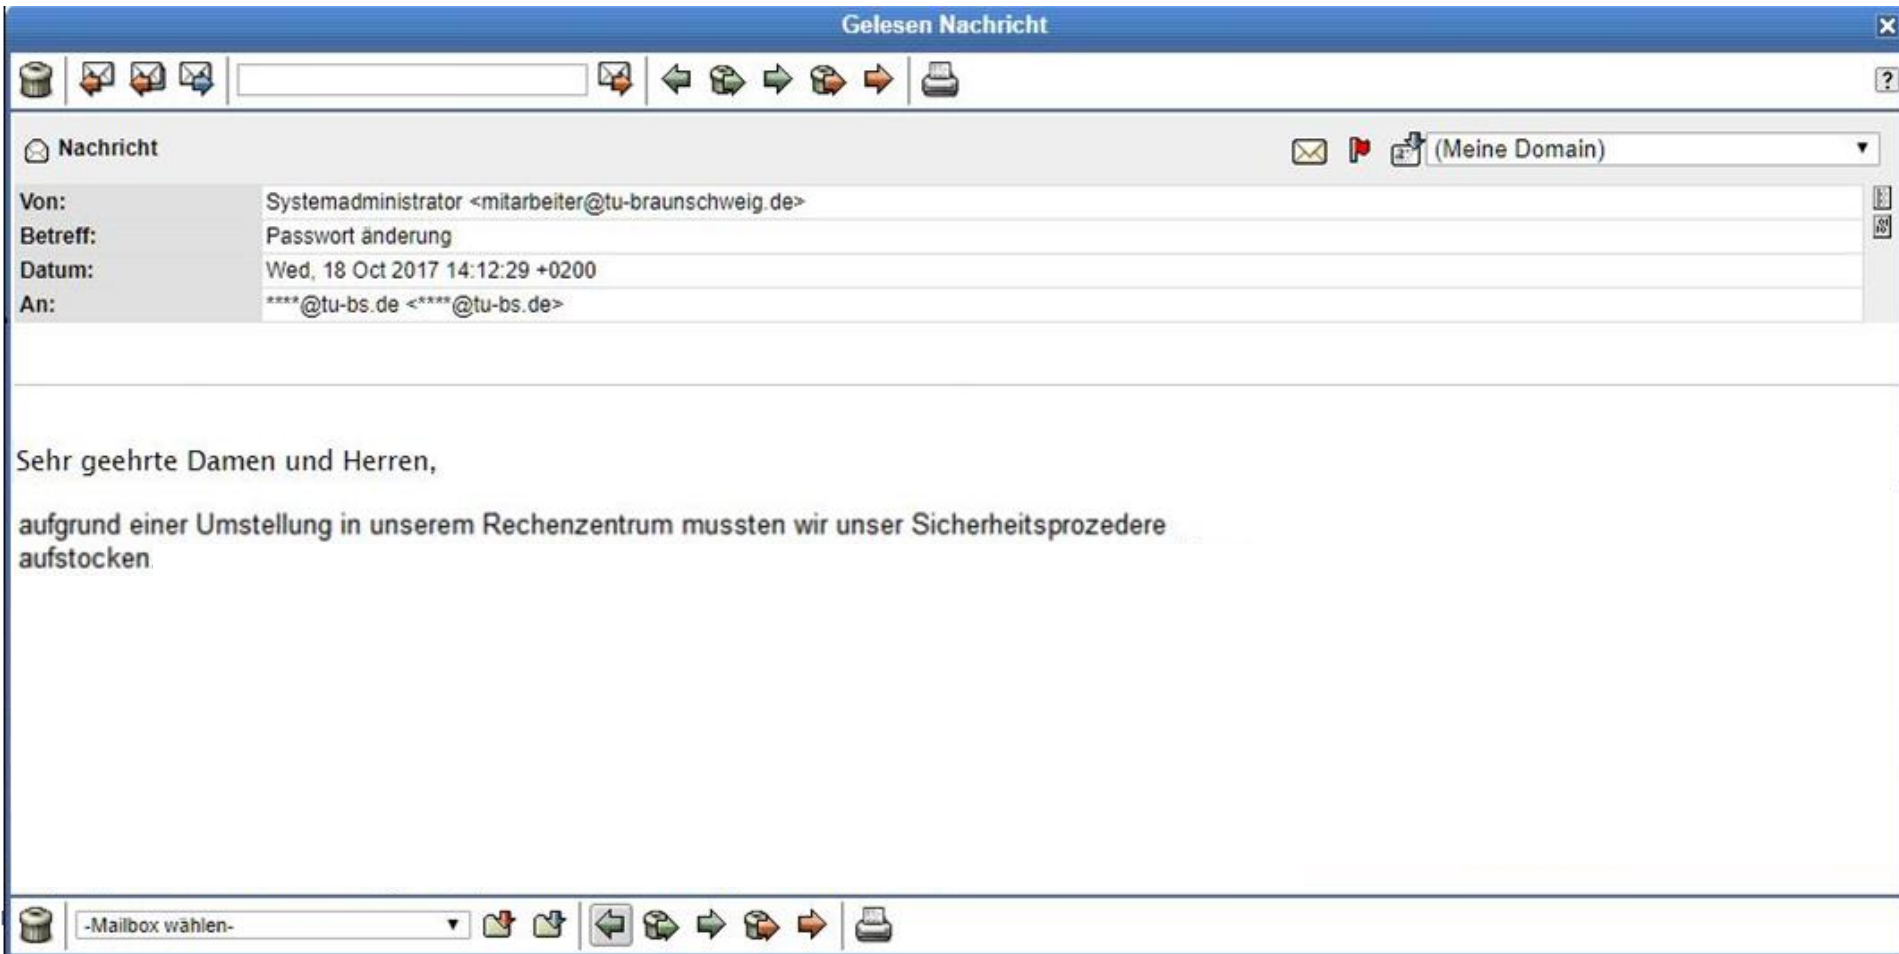 Gelesen Nachricht
?
Nachricht
(Meine Domain)
Von: Systemadministrator <mitarbeiter@tu-braunschweig.de>
Betreff: Passwort änderung
Datum: Wed, 18 Oct 2017 14:12:29 +0200
An: ****@tu-bs.de <****@tu-bs.de>
Sehr geehrte Damen und Herren,
aufgrund einer Umstellung in unserem Rechenzentrum mussten wir unser Sicherheitsprozedere
aufstocken
-Mailbox wählen-